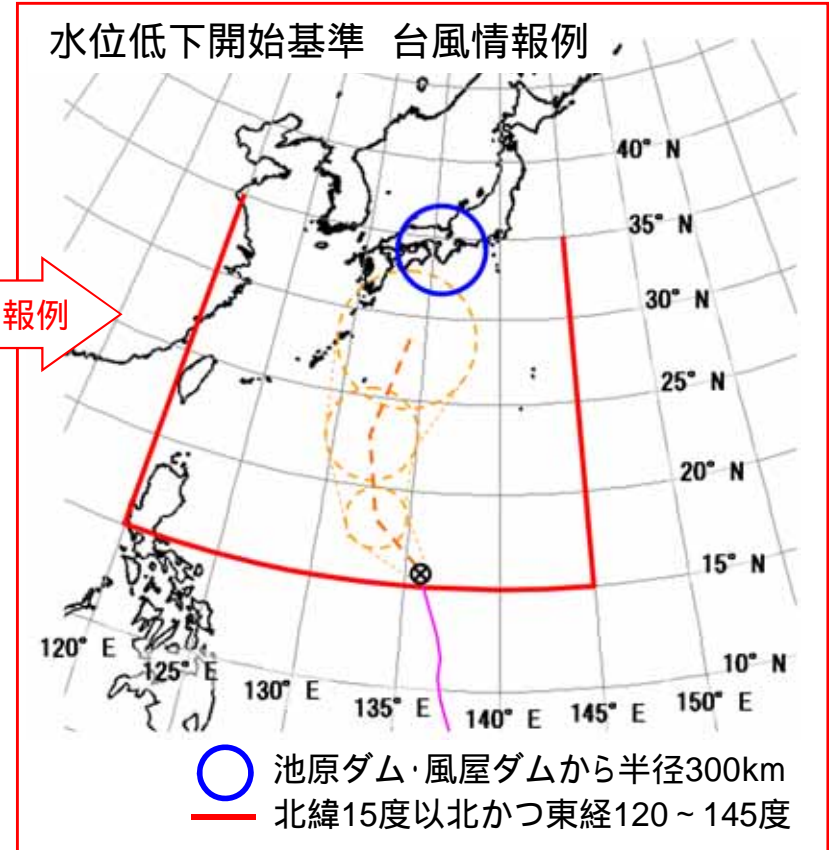 水位低下開始基準 台風情報例
40° N
35° N
報例
30° N
25° N
20° N
15° N
120° E
125° E
10° N
130° E
135° E
140° E
145° E
150° E
池原ダム・風屋ダムから半径300km
北緯15度以北かつ東経120～145度